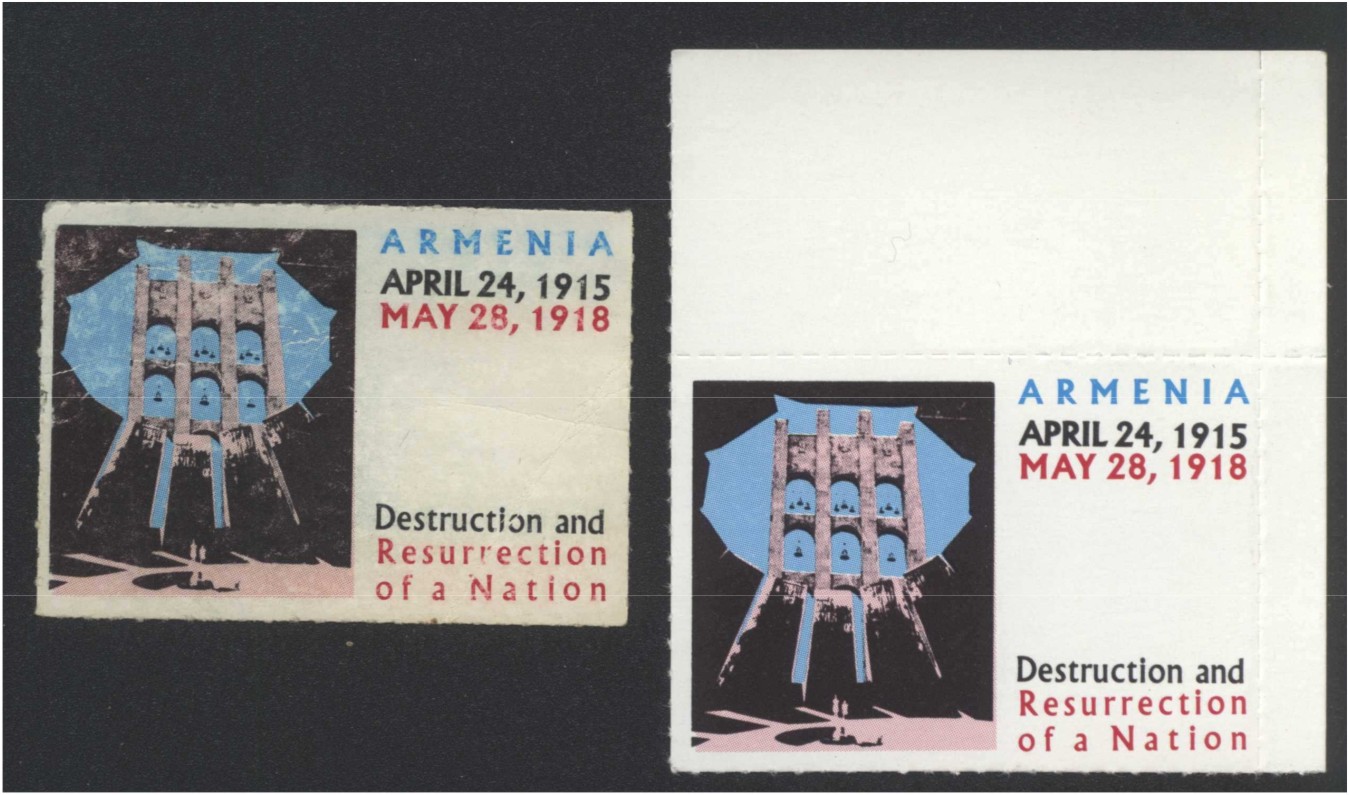 ARMENIA
APRIL 24, 1915
MAY 28, 1918
Destruction and
Resurrection
of a Nation
ARMENIA
APRIL 24, 1915
MAY 28, 1918
Destruction and
Resurrection
of a Nation